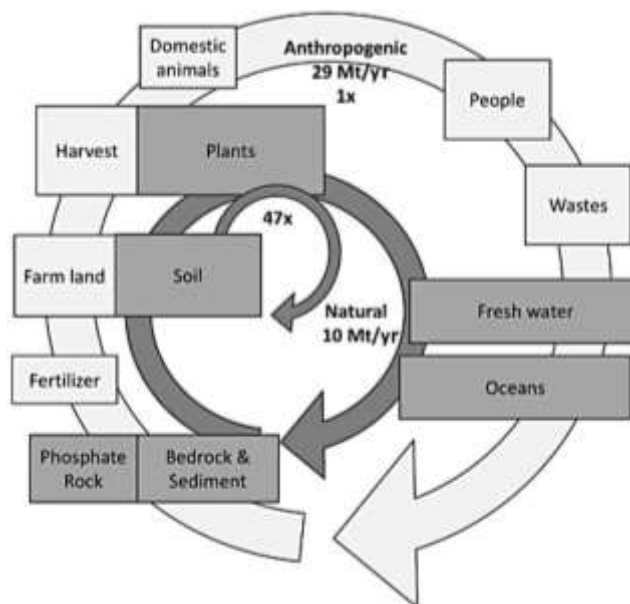 Domestic
animals
Anthropogenic
29 Mt/yr
1x
People
Harvest
Plants
Wastes
47x
Farm land
Soil
Natural
10 Mt/yr
Fresh water
Fertilizer
Oceans
Phosphate
Rock
Bedrock &
Sediment